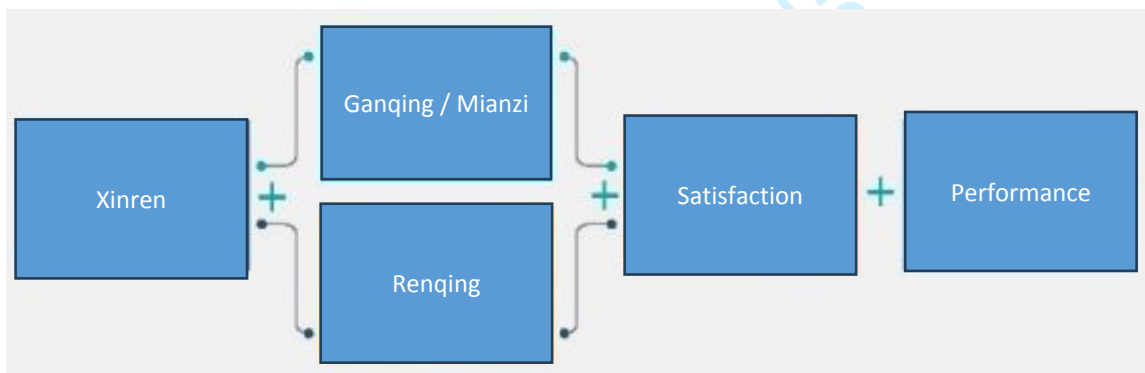 Xinren
Ganqing / Mianzi
Renqing
+
+
Satisfaction
+
Performance